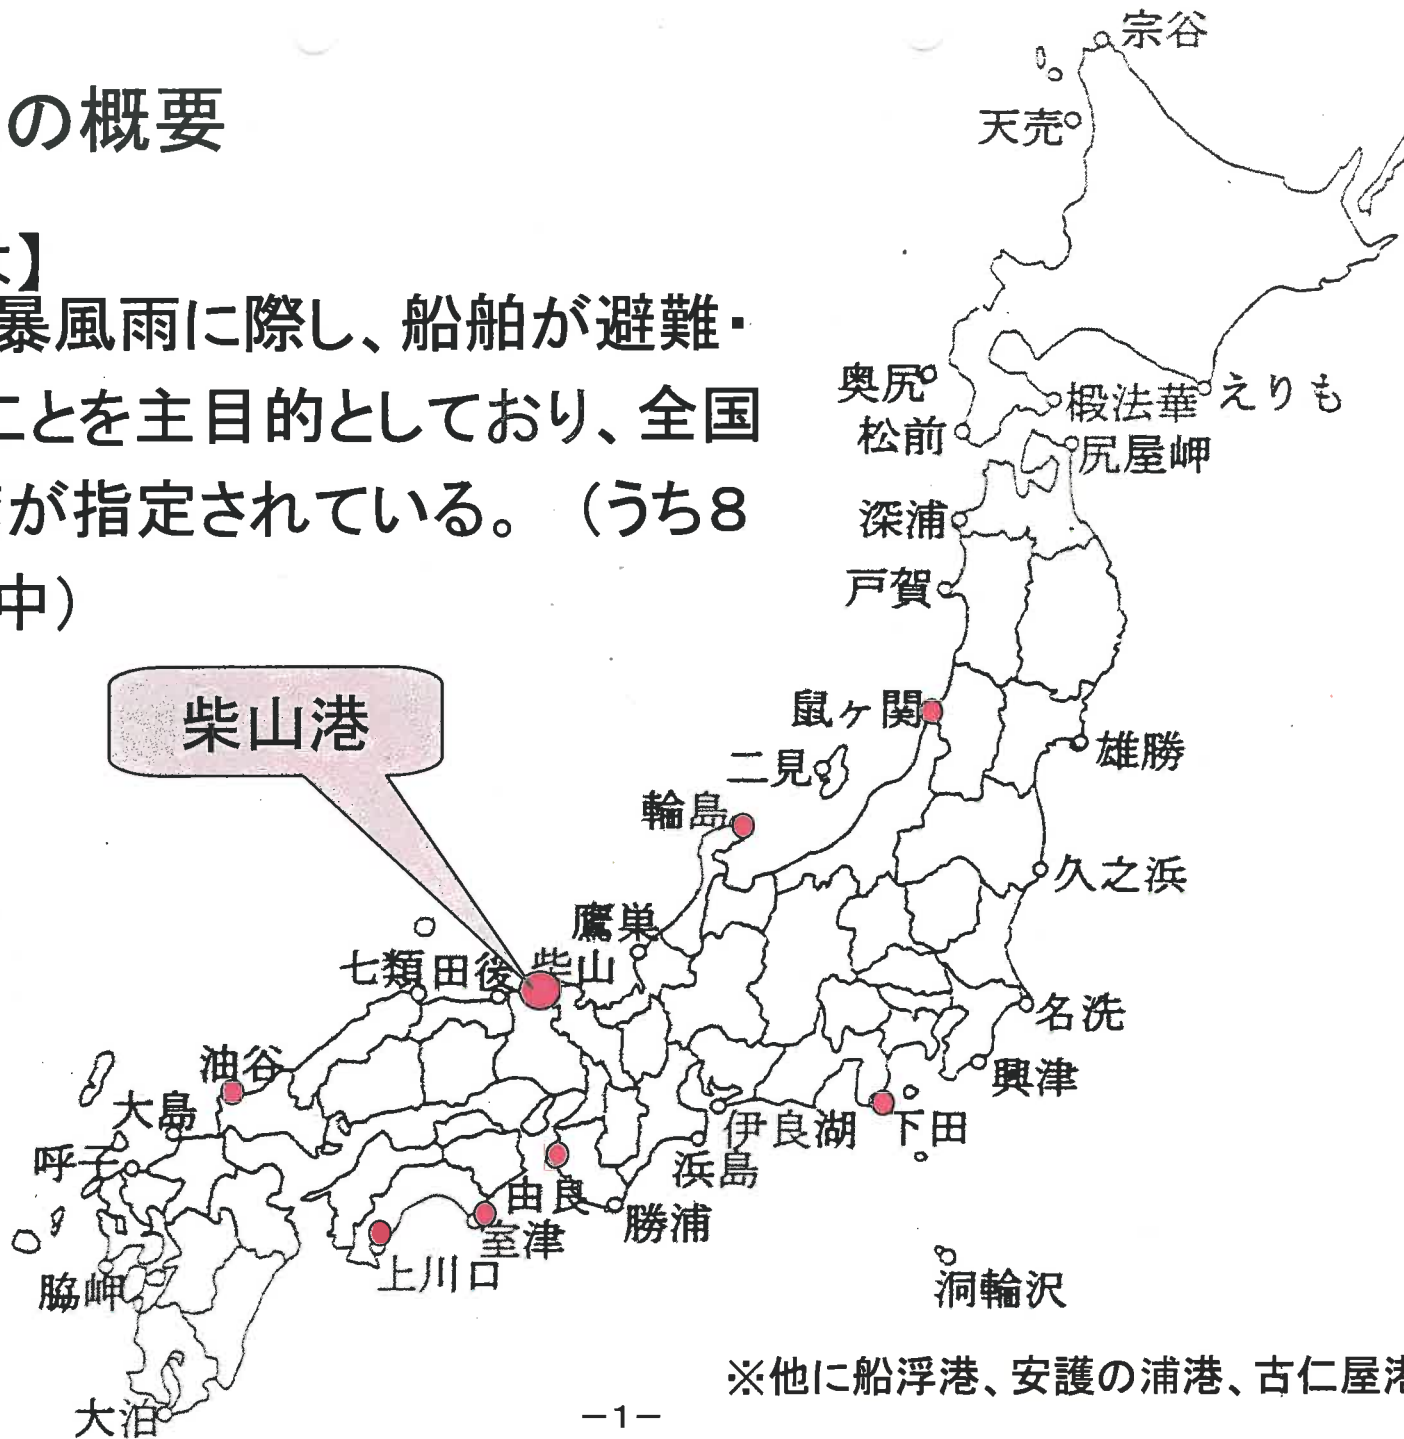 の概要
】
暴風雨に際し、船舶が避難・
ことを主目的としており、全国
が指定されている。（うち８
中）
柴山港
宗谷
天売
奥尻
松前
椴法華
えりも
尻屋岬
深浦
戸賀
鼠ヶ関
二見
雄勝
輪島
久之浜
鷹巣
七類
田後
柴山
名洗
興津
油谷
大島
呼子
伊良湖
下田
浜島
由良
勝浦
室津
上川口
脇岬
洞輪沢
大泊
※他に船浮港、安護の浦港、古仁屋港
－1－